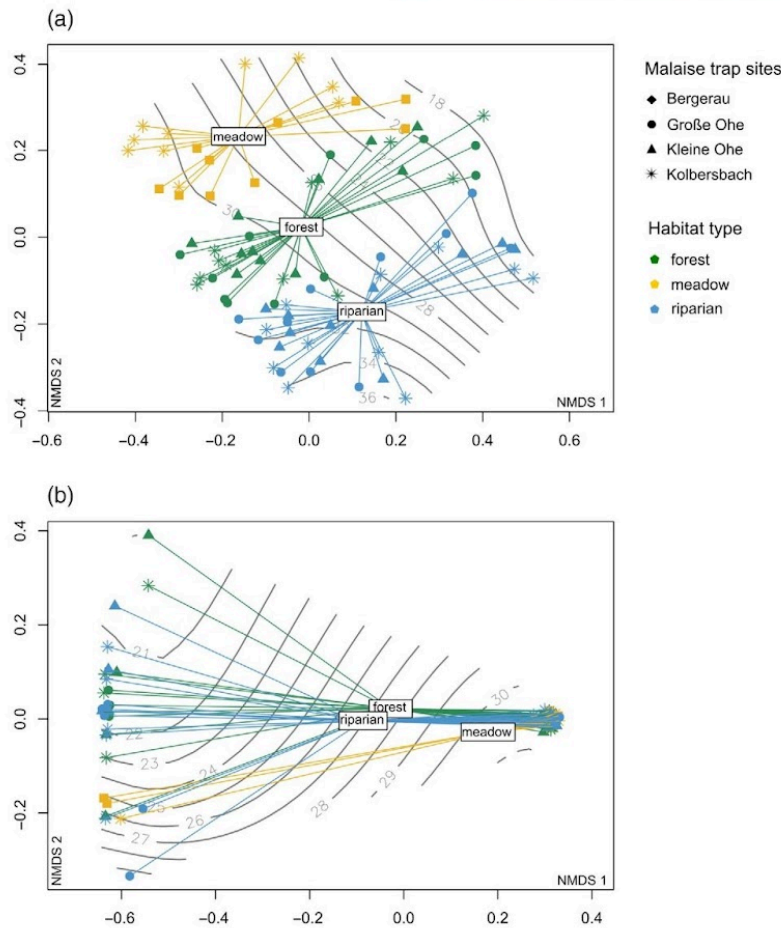 (a)
0.4
0.2
0.0
−0.2
−0.4
18
22
meadow
30
forest
28
riparian
34
36
NMDS 2
NMDS 1
−0.6
−0.4
−0.2
0.0
0.2
0.4
0.6
Malaise trap sites
Bergerau
Große Ohe
Kleine Ohe
Kolbersbach
Habitat type
forest
meadow
riparian
(b)
0.4
0.2
0.0
−0.2
21
22
23
24
25
26
27
28
29
30
forest
riparian
meadow
NMDS 2
NMDS 1
−0.6
−0.4
−0.2
0.0
0.2
0.4